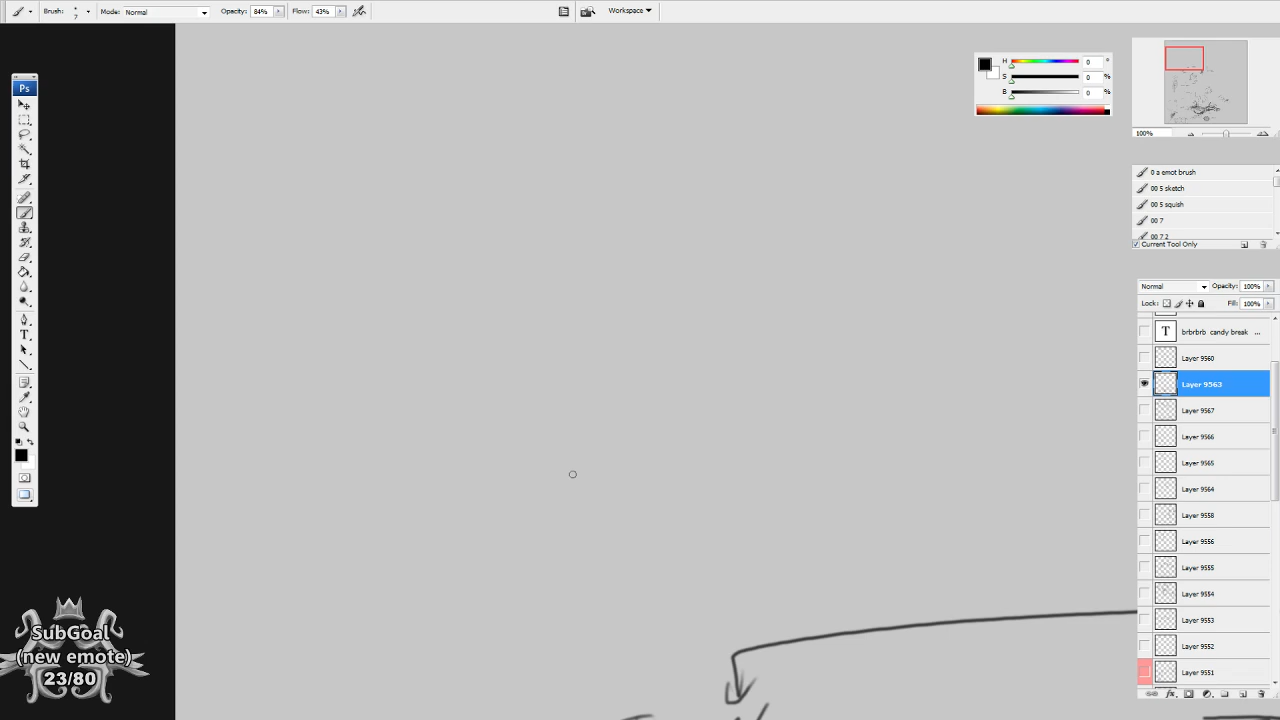 Brush: 7 Mode: Normal Opacity: 84% Flow: 43% Workspace
Ps
H 0 °
S 0 %
B 0 %
100%
0 a emot brush
00 5 sketch
00 5 squish
00 7
00 7 2
Current Tool Only
Normal Opacity: 100%
Lock: Fill: 100%
T brbrbrb candy break ...
Layer 9560
Layer 9563
Layer 9567
Layer 9566
Layer 9565
Layer 9564
Layer 9558
Layer 9556
Layer 9555
Layer 9554
Layer 9553
Layer 9552
Layer 9551
SubGoal
(new emote)
23/80